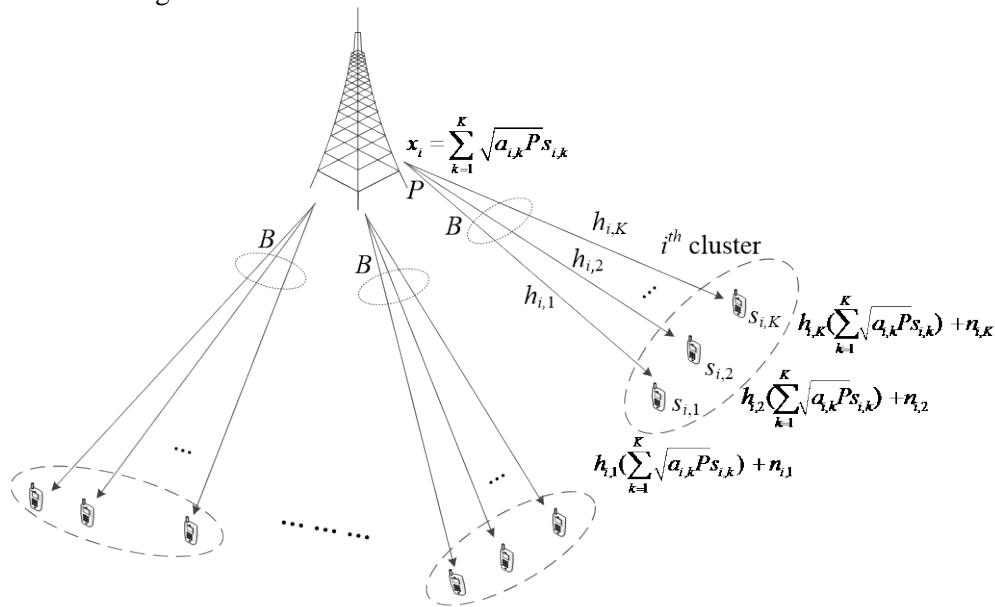 x_i = \sum_{k=1}^{K} \sqrt{a_{i,k} P} s_{i,k}
P
B
h_{i,K}
i^{th} cluster
B
B
h_{i,2}
h_{i,1}
...
s_{i,K}
h_{i,K}(\sum_{k=1}^{K} \sqrt{a_{i,k} P} s_{i,k}) + n_{i,K}
s_{i,2}
s_{i,1}
h_{i,2}(\sum_{k=1}^{K} \sqrt{a_{i,k} P} s_{i,k}) + n_{i,2}
h_{i,1}(\sum_{k=1}^{K} \sqrt{a_{i,k} P} s_{i,k}) + n_{i,1}
...
...
... ... ...